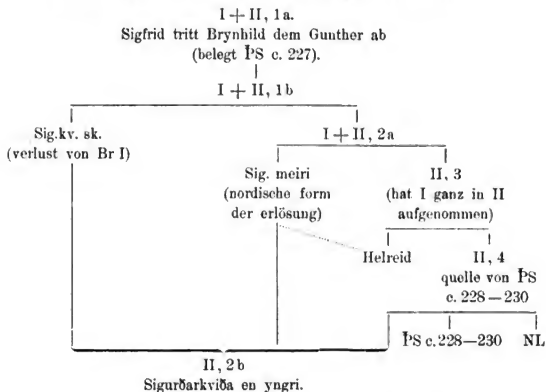 I + II, 1a.
Sigfrid tritt Brynhild dem Gunther ab
(belegt ÞS c. 227).
I + II, 1b
Sig.kv. sk.
(verlust von Br I)
I + II, 2a
Sig. meiri
(nordische form
der erlösung)
II, 3
(hat I ganz in II
aufgenommen)
Helreid
II, 4
quelle von ÞS
c. 228—230
ÞS c. 228—230
NL
II, 2b
Sigurðarkviða en yngri.